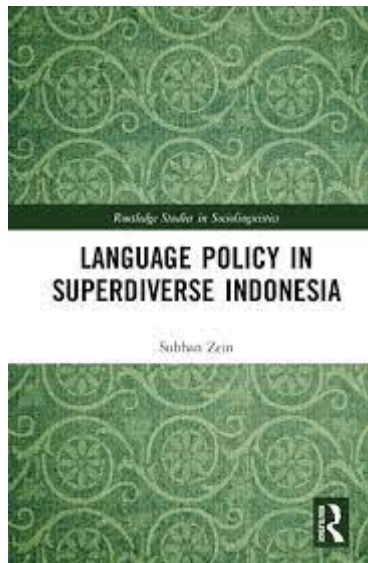 Routledge Studies in Sociolinguistics
LANGUAGE POLICY IN
SUPERDIVERSE INDONESIA
Subhan Zein
R